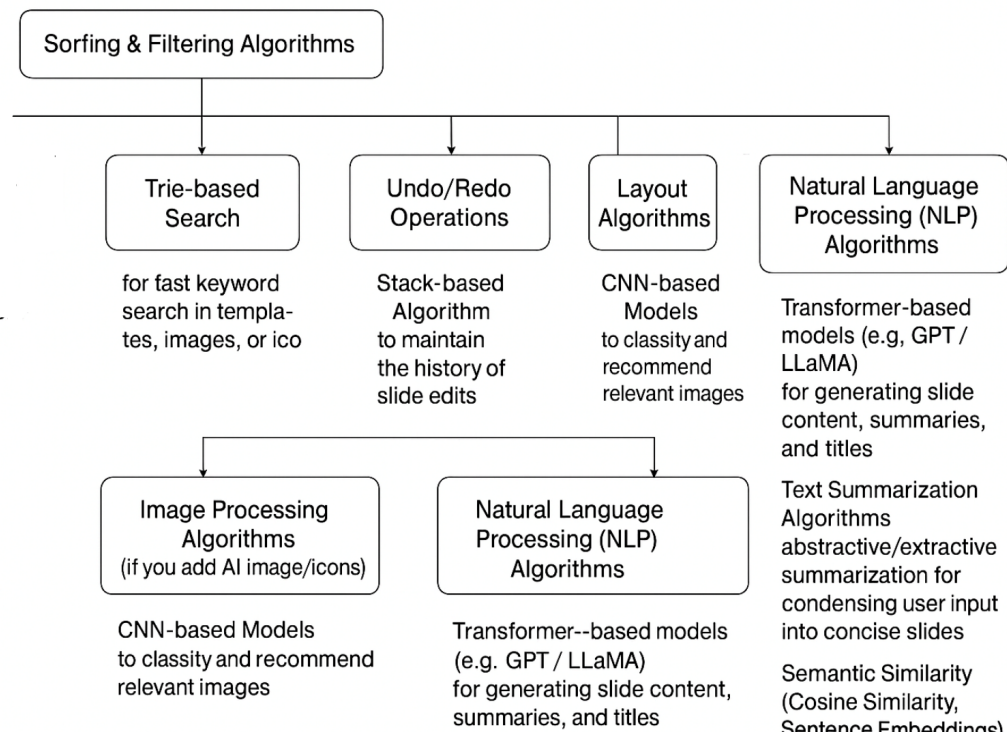 Sorfing & Filtering Algorithms
Trie-based
Search
for fast keyword
search in templa-
tes, images, or ico
Undo/Redo
Operations
Stack-based
Algorithm
to maintain
the history of
slide edits
Layout
Algorithms
CNN-based
Models
to classity and
recommend
relevant images
Natural Language
Processing (NLP)
Algorithms
Transformer-based
models (e.g, GPT /
LLaMA)
for generating slide
content, summaries,
and titles
Text Summarization
Algorithms
abstractive/extractive
summarization for
condensing user input
into concise slides
Semantic Similarity
(Cosine Similarity,
Sentence Embeddings)
Image Processing
Algorithms
(if you add AI image/icons)
CNN-based Models
to classity and recommend
relevant images
Natural Language
Processing (NLP)
Algorithms
Transformer--based models
(e.g. GPT / LLaMA)
for generating slide content,
summaries, and titles